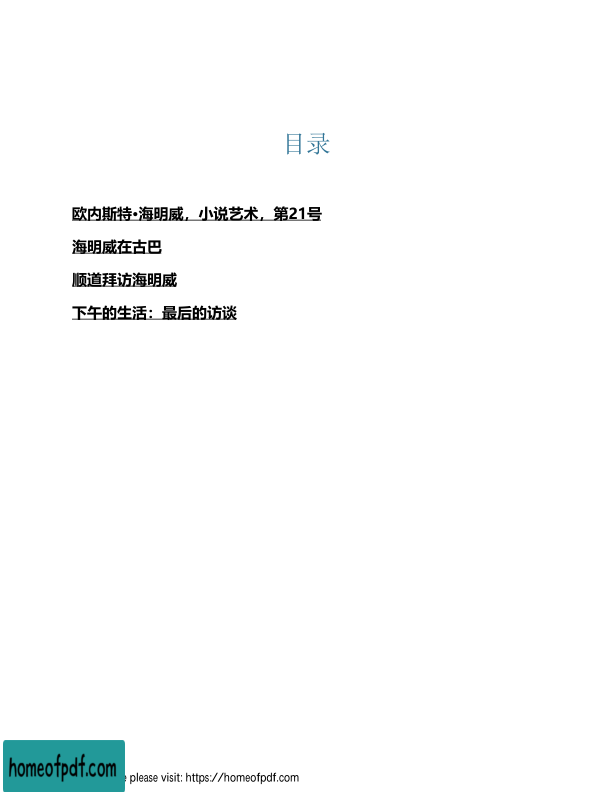 目录
欧内斯特·海明威，小说艺术，第21号
海明威在古巴
顺道拜访海明威
下午的生活：最后的访谈
homeofpdf.com
e please visit: https://homeofpdf.com